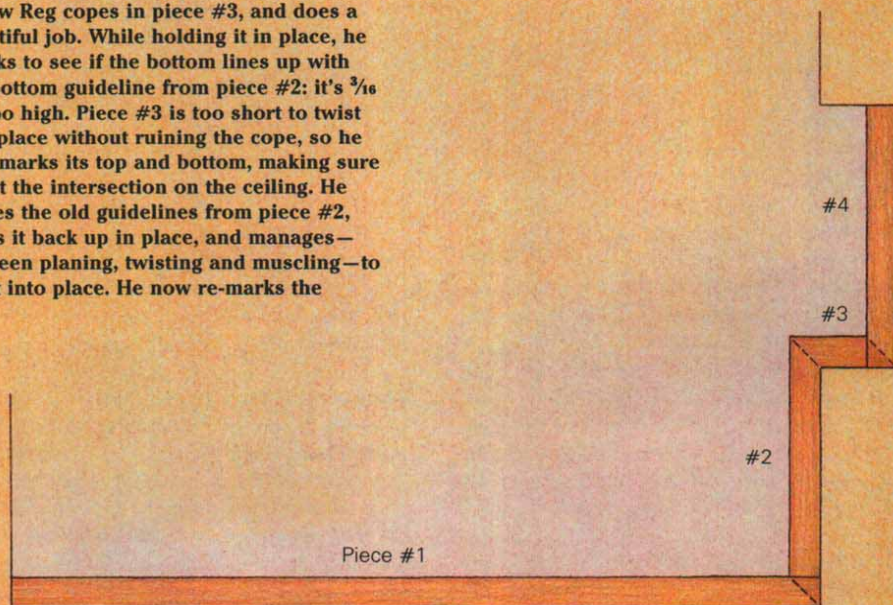 w Reg copes in piece #3, and does a
tiful job. While holding it in place, he
ks to see if the bottom lines up with
ottom guideline from piece #2: it's 3/16
oo high. Piece #3 is too short to twist
place without ruining the cope, so he
marks its top and bottom, making sure
t the intersection on the ceiling. He
es the old guidelines from piece #2,
s it back up in place, and manages—
een planing, twisting and muscling—to
into place. He now re-marks the
#4
#3
#2
Piece #1